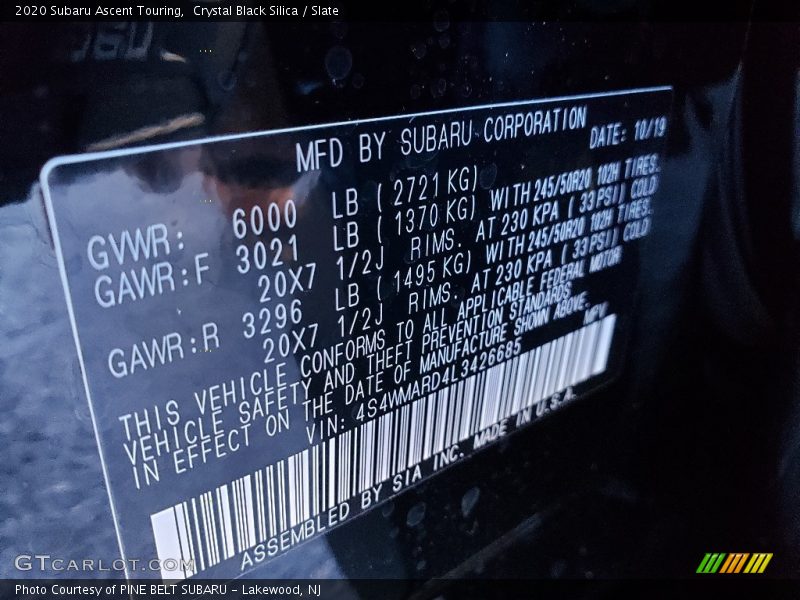 2020 Subaru Ascent Touring, Crystal Black Silica / Slate
MFD BY SUBARU CORPORATION
DATE: 10/19
GVWR: 6000 LB ( 2721 KG)
GAWR:F 3021 LB ( 1370 KG) WITH 245/50R20 102H TIRES.
20X7 1/2J RIMS. AT 230 KPA ( 33 PSI) COLD
GAWR:R 3296 LB ( 1495 KG) WITH 245/50R20 102H TIRES.
20X7 1/2J RIMS. AT 230 KPA ( 33PSI) COLD
THIS VEHICLE CONFORMS TO ALL APPLICABLE FEDERAL MOTOR
VEHICLE SAFETY AND THEFT PREVENTION STANDARDS
IN EFFECT ON THE DATE OF MANUFACTURE SHOWN ABOVE.
VIN: 4S4WMARD4L3426685 MPV
ASSEMBLED BY SIA INC. MADE IN U.S.A.
GTCARLOT.COM
Photo Courtesy of PINE BELT SUBARU - Lakewood, NJ